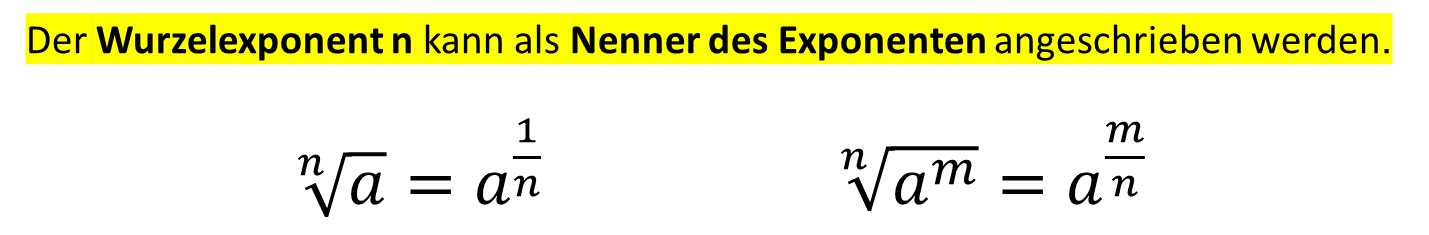 Der Wurzelexponent n kann als Nenner des Exponenten angeschrieben werden.
ⁿ√a = a^(1/n) ⁿ√(a^m) = a^(m/n)